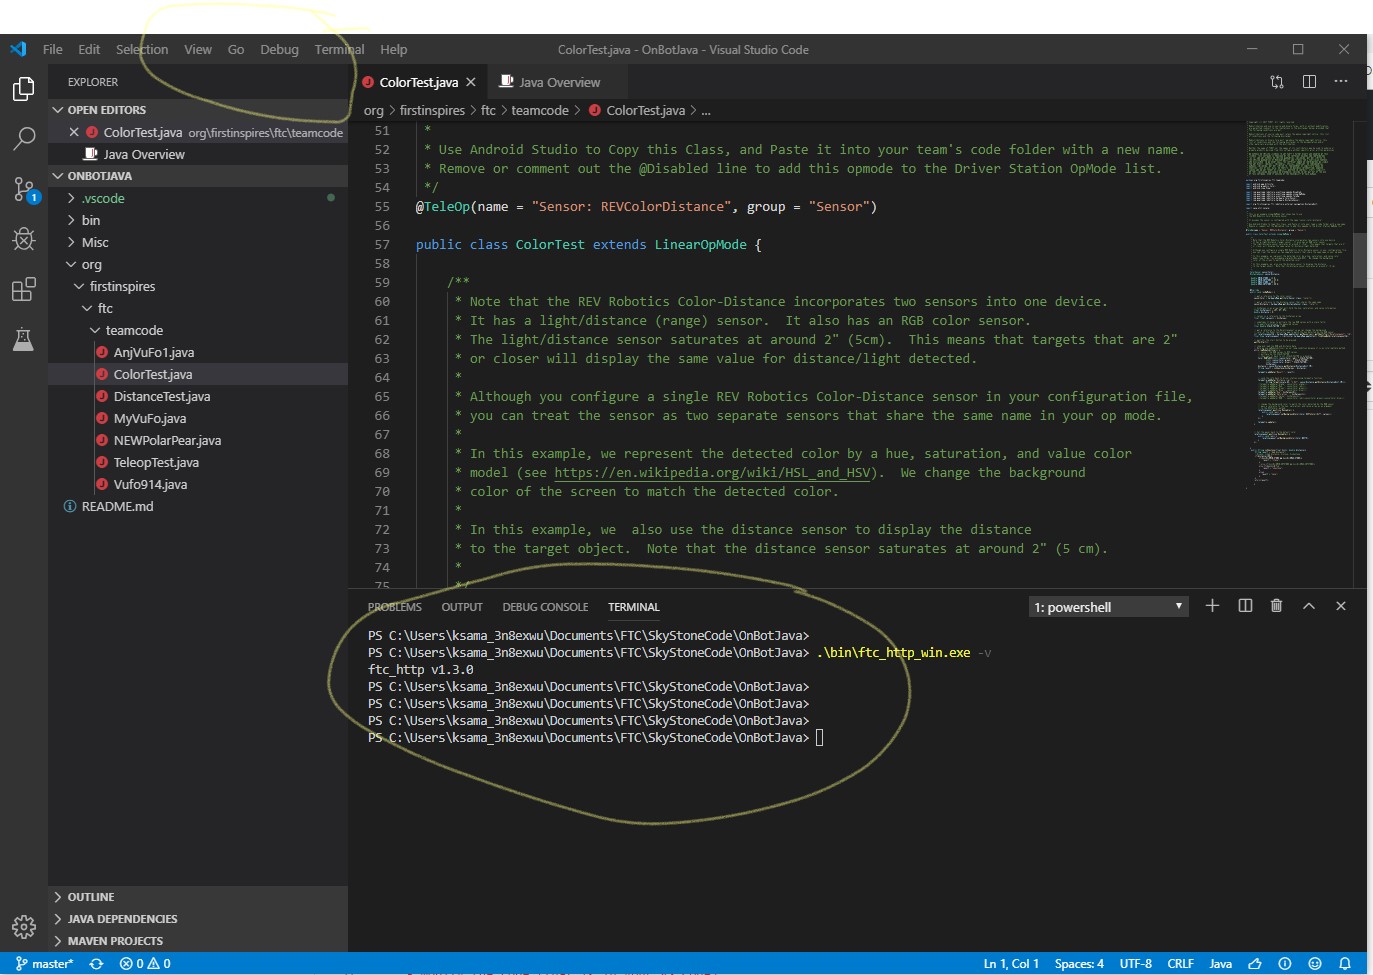 File Edit Selection View Go Debug Terminal Help
ColorTest.java - OnBotJava - Visual Studio Code
EXPLORER
OPEN EDITORS
ColorTest.java org\firstinspires\ftc\teamcode
Java Overview
ONBOTJAVA
.vscode
bin
Misc
org
firstinspires
ftc
teamcode
AnjVuFo1.java
ColorTest.java
DistanceTest.java
MyVuFo.java
NEWPolarPear.java
TeleopTest.java
Vufo914.java
README.md
OUTLINE
JAVA DEPENDENCIES
MAVEN PROJECTS
1
ColorTest.java Java Overview
org > firstinspires > ftc > teamcode > ColorTest.java > ...
51 *
52 * Use Android Studio to Copy this Class, and Paste it into your team's code folder with a new name.
53 * Remove or comment out the @Disabled line to add this opmode to the Driver Station OpMode list.
54 */
55 @TeleOp(name = "Sensor: REVColorDistance", group = "Sensor")
56
57 public class ColorTest extends LinearOpMode {
58
59 /**
60 * Note that the REV Robotics Color-Distance incorporates two sensors into one device.
61 * It has a light/distance (range) sensor.  It also has an RGB color sensor.
62 * The light/distance sensor saturates at around 2" (5cm).  This means that targets that are 2"
63 * or closer will display the same value for distance/light detected.
64 *
65 * Although you configure a single REV Robotics Color-Distance sensor in your configuration file,
66 * you can treat the sensor as two separate sensors that share the same name in your op mode.
67 *
68 * In this example, we represent the detected color by a hue, saturation, and value color
69 * model (see https://en.wikipedia.org/wiki/HSL_and_HSV).  We change the background
70 * color of the screen to match the detected color.
71 *
72 * In this example, we  also use the distance sensor to display the distance
73 * to the target object.  Note that the distance sensor saturates at around 2" (5 cm).
74 *
75 */
PROBLEMS OUTPUT DEBUG CONSOLE TERMINAL 1: powershell
PS C:\Users\ksama_3n8exwu\Documents\FTC\SkyStoneCode\OnBotJava>
PS C:\Users\ksama_3n8exwu\Documents\FTC\SkyStoneCode\OnBotJava> .\bin\ftc_http_win.exe -v
ftc_http v1.3.0
PS C:\Users\ksama_3n8exwu\Documents\FTC\SkyStoneCode\OnBotJava>
PS C:\Users\ksama_3n8exwu\Documents\FTC\SkyStoneCode\OnBotJava>
PS C:\Users\ksama_3n8exwu\Documents\FTC\SkyStoneCode\OnBotJava>
PS C:\Users\ksama_3n8exwu\Documents\FTC\SkyStoneCode\OnBotJava>
master* 0 0 Ln 1, Col 1 Spaces: 4 UTF-8 CRLF Java